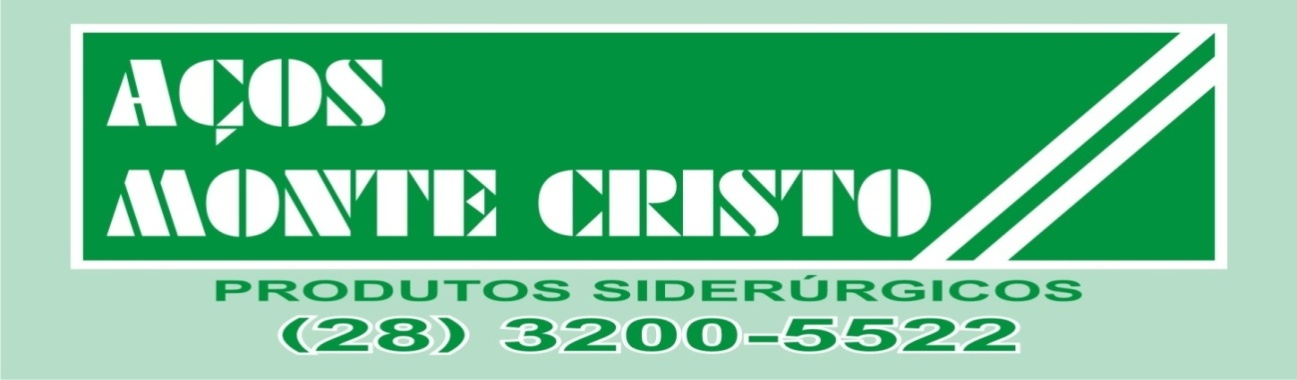 AÇOS
MONTE CRISTO
PRODUTOS SIDERÚRGICOS
(28) 3200-5522